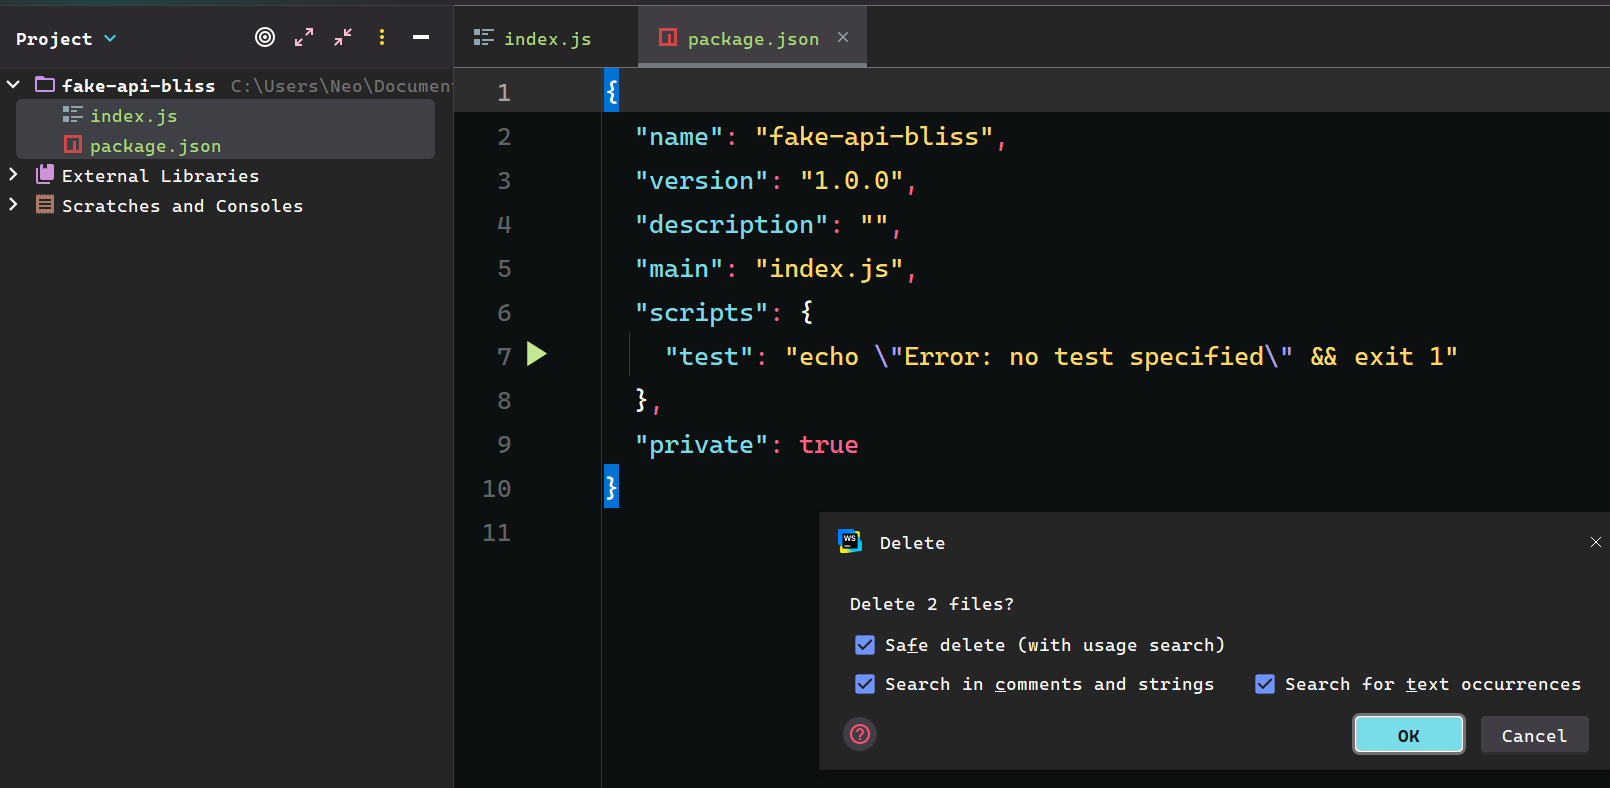 Project
fake-api-bliss C:\Users\Neo\Documen
index.js
package.json
External Libraries
Scratches and Consoles
index.js
package.json
1 {
2 "name": "fake-api-bliss",
3 "version": "1.0.0",
4 "description": "",
5 "main": "index.js",
6 "scripts": {
7 "test": "echo \"Error: no test specified\" && exit 1"
8 },
9 "private": true
10 }
11
WS Delete
Delete 2 files?
Safe delete (with usage search)
Search in comments and strings Search for text occurrences
? OK Cancel